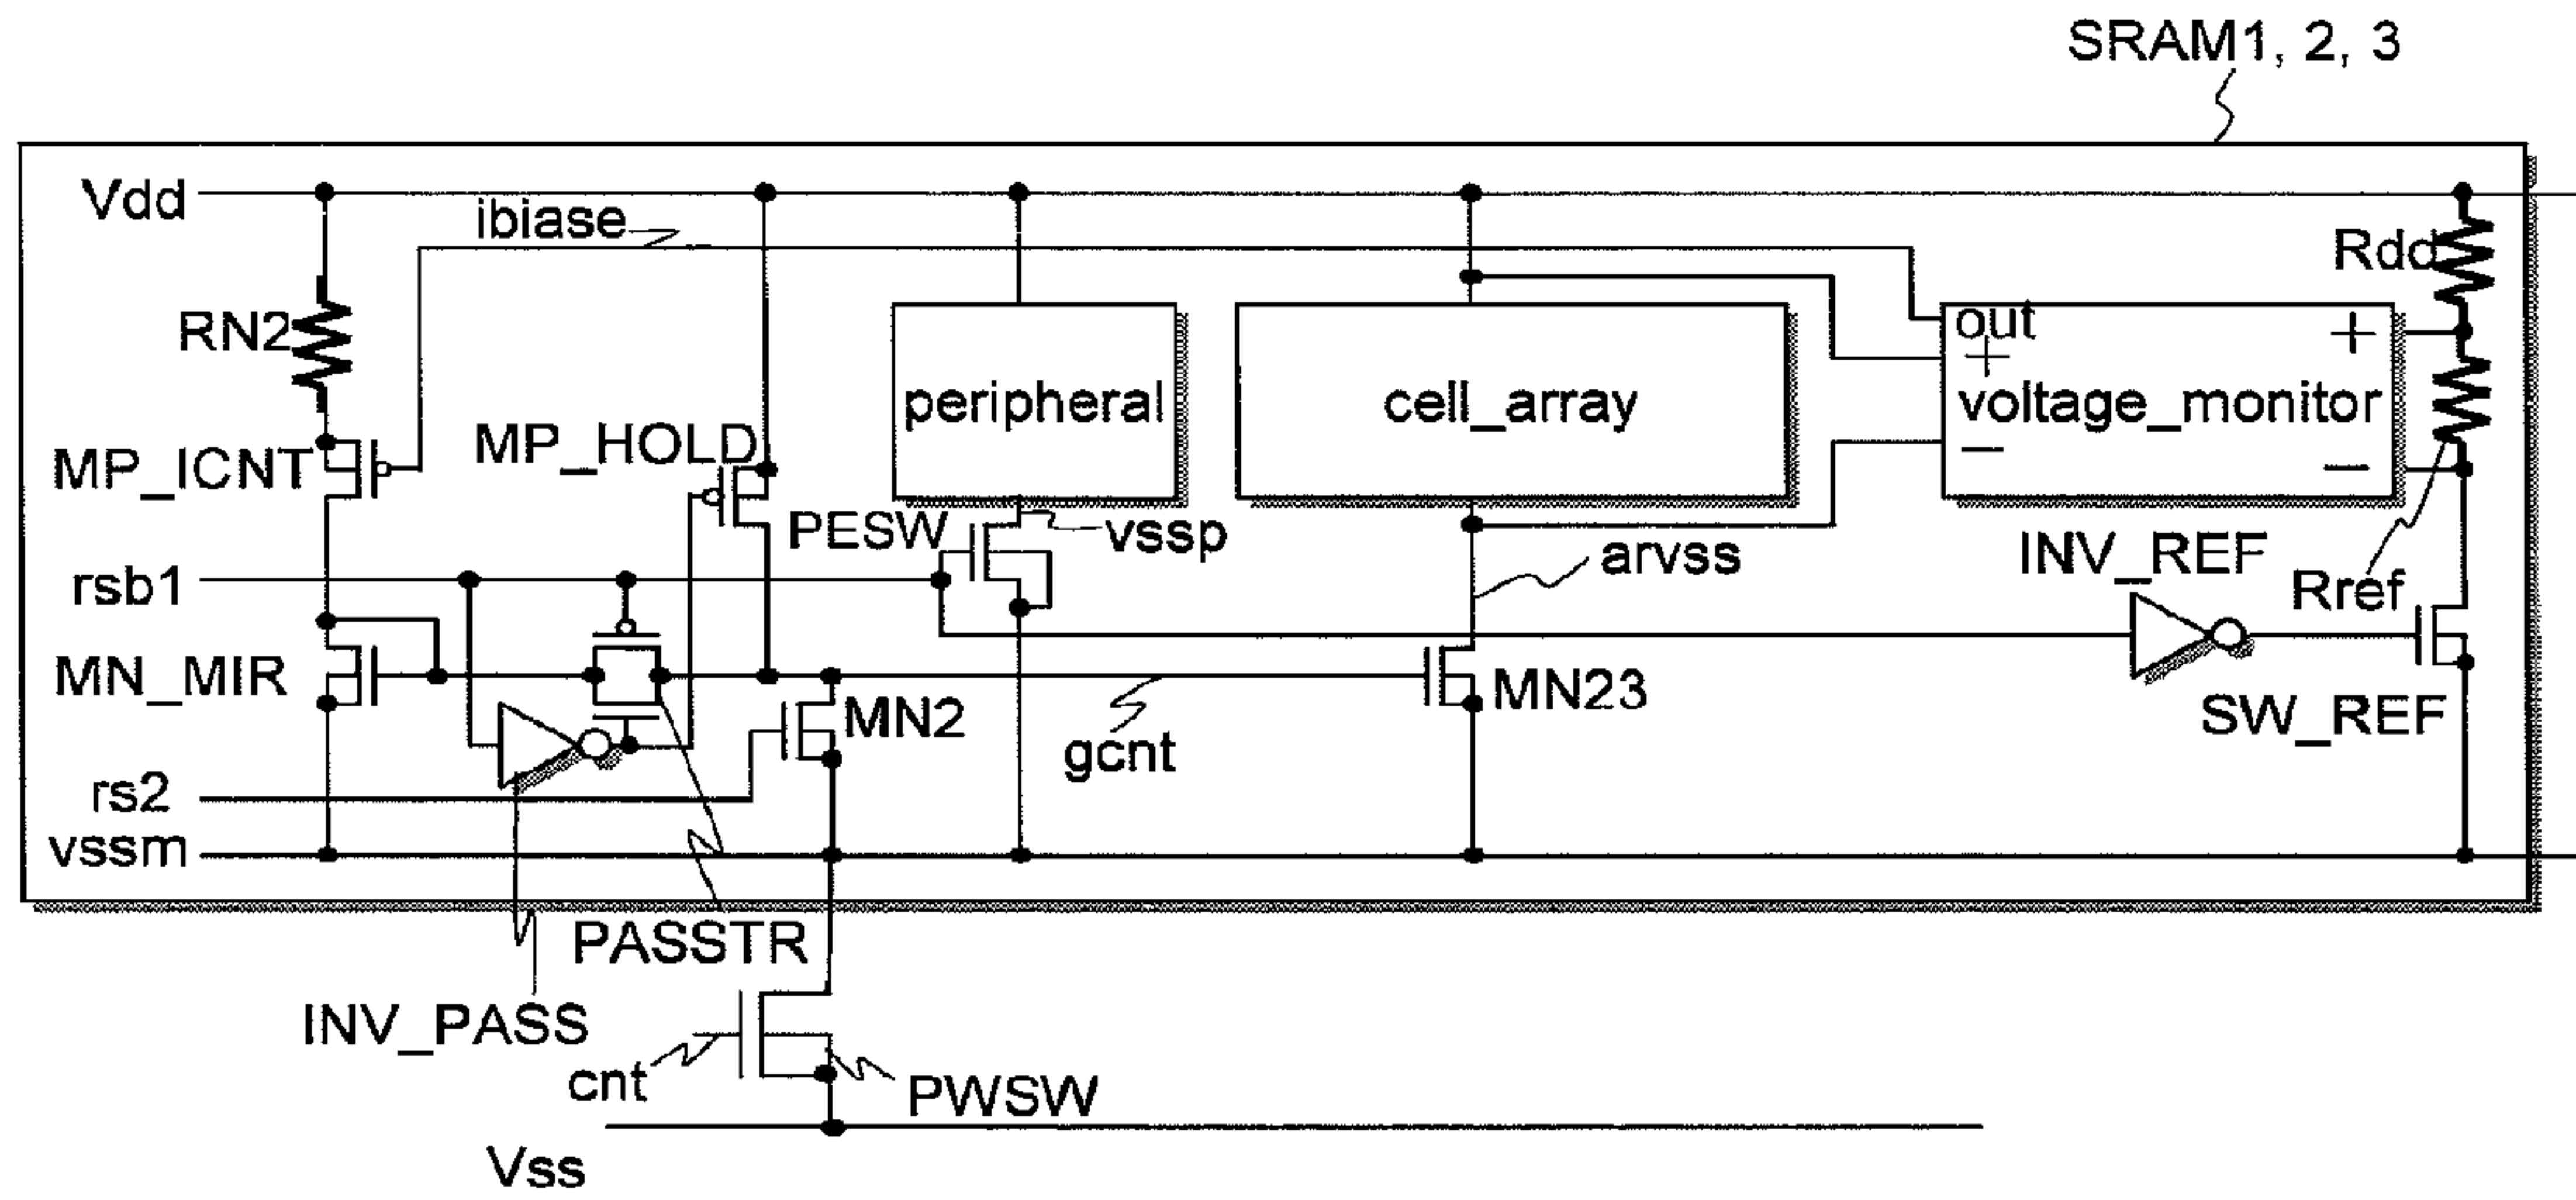 SRAM1, 2, 3
Vdd
ibiase
Rdd
RN2
out
+
+
peripheral
cell_array
voltage_monitor
MP_HOLD
MP_ICNT
−
−
PESW
vssp
arvss
INV_REF
rsb1
Rref
MN_MIR
MN2
MN23
SW_REF
gcnt
rs2
vssm
PASSTR
INV_PASS
cnt
PWSW
Vss